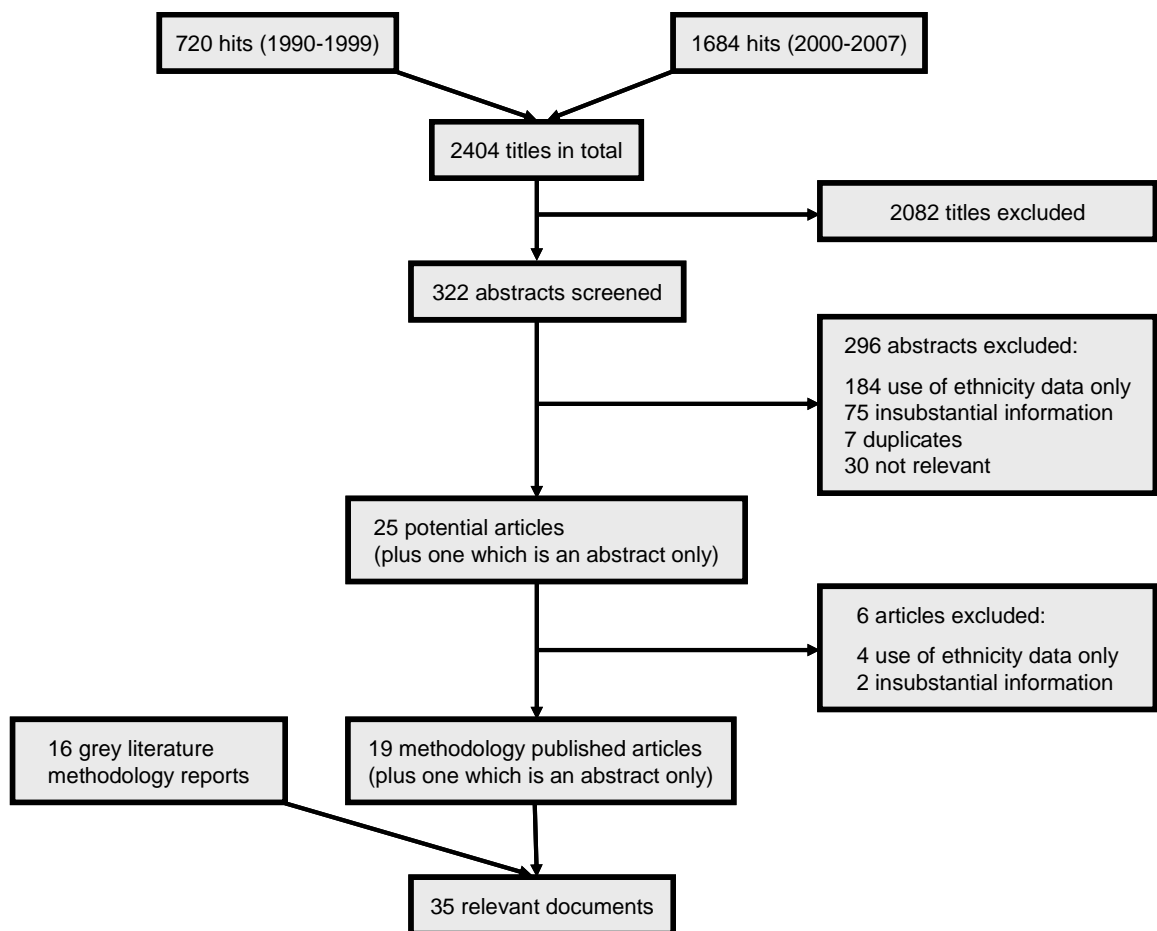 720 hits (1990-1999)
1684 hits (2000-2007)
2404 titles in total
2082 titles excluded
322 abstracts screened
296 abstracts excluded:
184 use of ethnicity data only
75 insubstantial information
7 duplicates
30 not relevant
25 potential articles
(plus one which is an abstract only)
6 articles excluded:
4 use of ethnicity data only
2 insubstantial information
16 grey literature
methodology reports
19 methodology published articles
(plus one which is an abstract only)
35 relevant documents